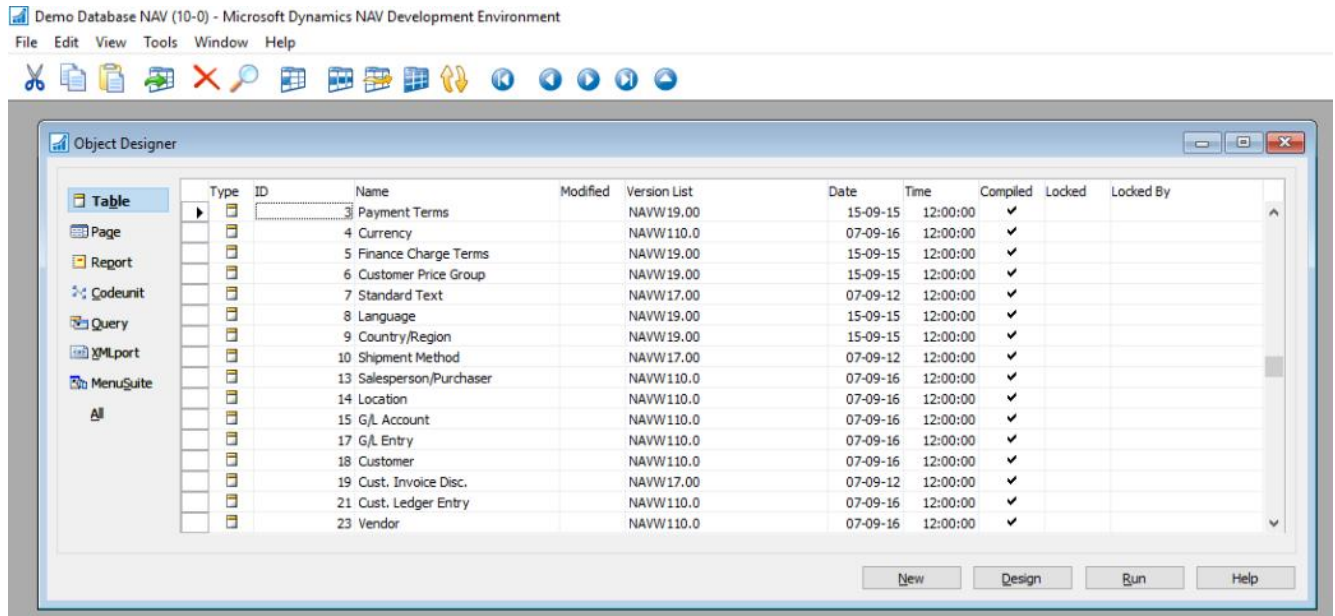 Demo Database NAV (10-0) - Microsoft Dynamics NAV Development Environment
File Edit View Tools Window Help
Object Designer
Table
Page
Report
Codeunit
Query
XMLport
MenuSuite
All
Type ID Name Modified Version List Date Time Compiled Locked Locked By
3 Payment Terms NAVW19.00 15-09-15 12:00:00
4 Currency NAVW110.0 07-09-16 12:00:00
5 Finance Charge Terms NAVW19.00 15-09-15 12:00:00
6 Customer Price Group NAVW19.00 15-09-15 12:00:00
7 Standard Text NAVW17.00 07-09-12 12:00:00
8 Language NAVW19.00 15-09-15 12:00:00
9 Country/Region NAVW19.00 15-09-15 12:00:00
10 Shipment Method NAVW17.00 07-09-12 12:00:00
13 Salesperson/Purchaser NAVW110.0 07-09-16 12:00:00
14 Location NAVW110.0 07-09-16 12:00:00
15 G/L Account NAVW110.0 07-09-16 12:00:00
17 G/L Entry NAVW110.0 07-09-16 12:00:00
18 Customer NAVW110.0 07-09-16 12:00:00
19 Cust. Invoice Disc. NAVW17.00 07-09-12 12:00:00
21 Cust. Ledger Entry NAVW110.0 07-09-16 12:00:00
23 Vendor NAVW110.0 07-09-16 12:00:00
New Design Run Help